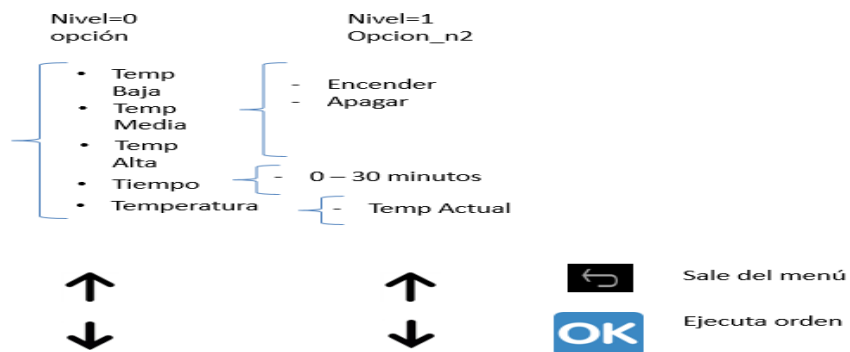 Nivel=0
opción
Nivel=1
Opcion_n2
• Temp
Baja
• Temp
Media
• Temp
Alta
• Tiempo
• Temperatura
- Encender
- Apagar
- 0 – 30 minutos
- Temp Actual
Sale del menú
OK
Ejecuta orden